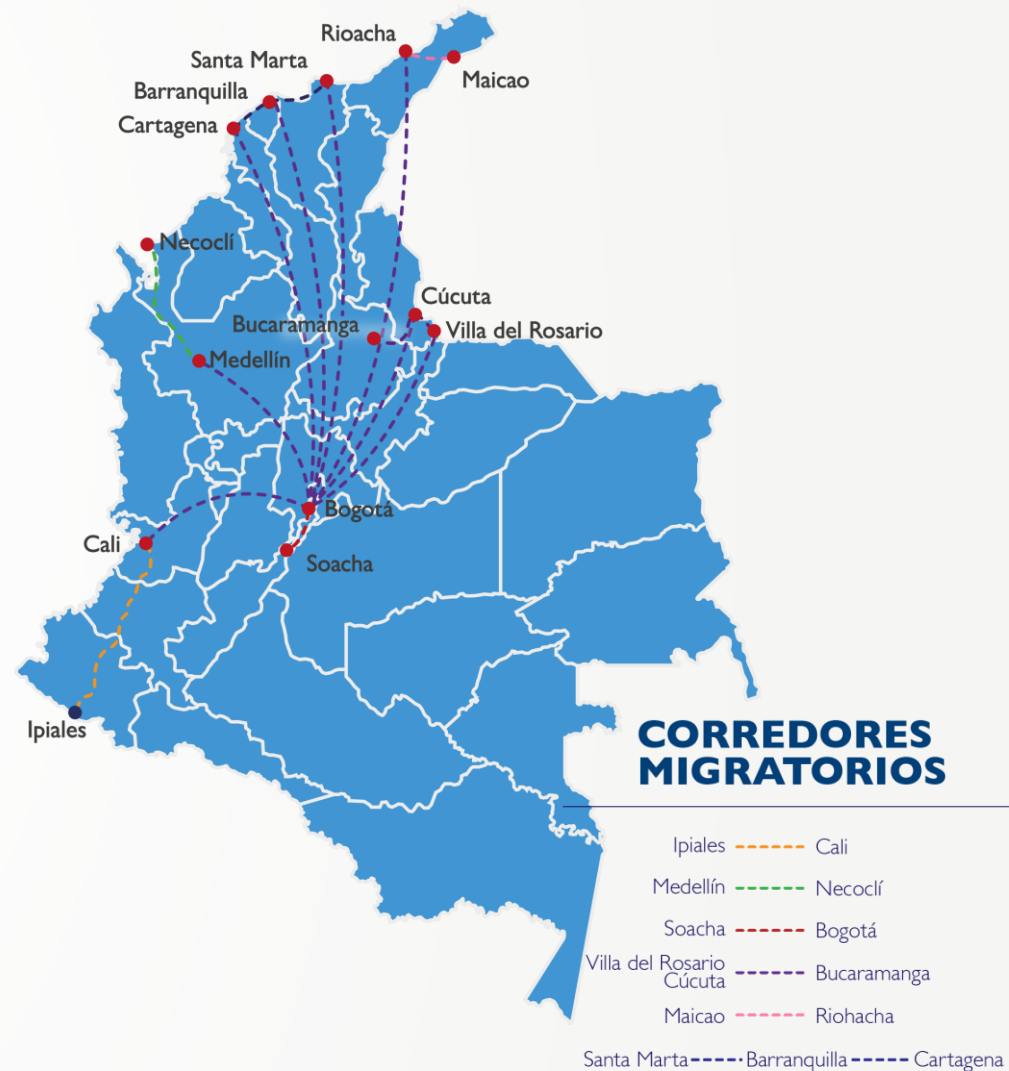 Rioacha
Santa Marta
Maicao
Barranquilla
Cartagena
Necoclí
Cúcuta
Bucaramanga
Villa del Rosario
Medellín
Bogotá
Cali
Soacha
Ipiales
CORREDORES
MIGRATORIOS
Ipiales Cali
Medellín Necoclí
Soacha Bogotá
Villa del Rosario
Cúcuta Bucaramanga
Maicao Riohacha
Santa Marta Barranquilla Cartagena